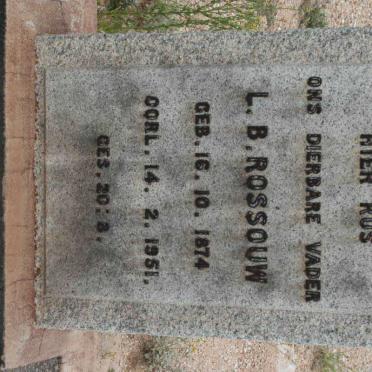 HIER RUS
ONS DIERBARE VADER
L. B. ROSSOUW
GEB. 16. 10. 1874
OORL. 14. 2. 1951.
GES. 20: 8.